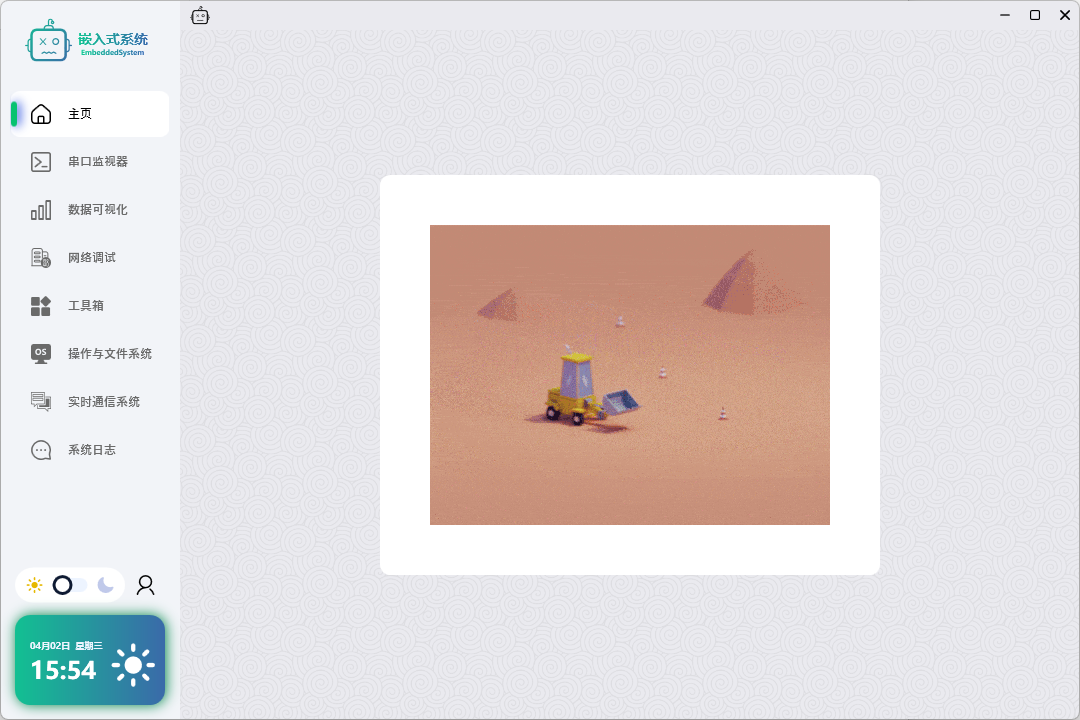 嵌入式系统
EmbeddedSystem
主页
串口监视器
数据可视化
网络调试
工具箱
OS
操作与文件系统
实时通信系统
系统日志
04月02日 星期三
15:54